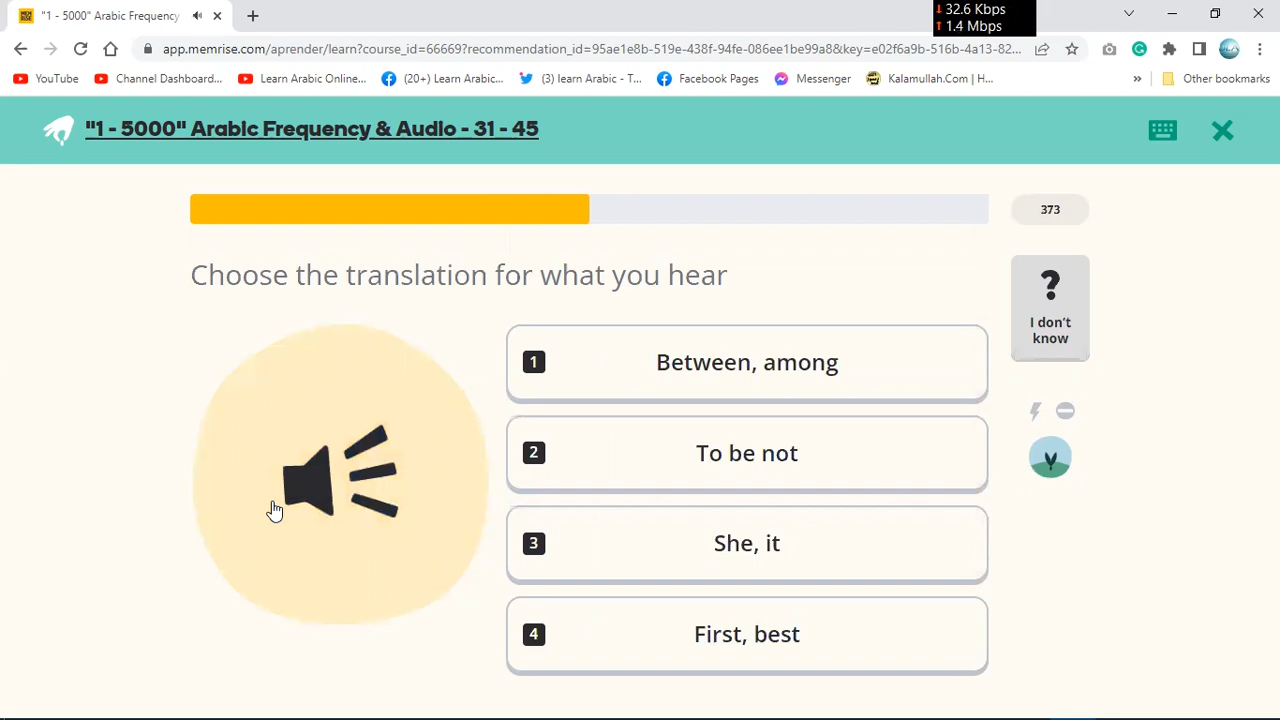 "1 - 5000" Arabic Frequency
32.6 Kbps
1.4 Mbps
app.memrise.com/aprender/learn?course_id=66669?recommendation_id=95ae1e8b-519e-438f-94fe-086ee1be99a8&key=e02f6a9b-516b-4a13-82...
YouTube
Channel Dashboard...
Learn Arabic Online...
(20+) Learn Arabic...
(3) learn Arabic - T...
Facebook Pages
Messenger
Kalamullah.Com | H...
»
Other bookmarks
"1 - 5000" Arabic Frequency & Audio - 31 - 45
373
Choose the translation for what you hear
?
I don't
know
1 Between, among
2 To be not
3 She, it
4 First, best